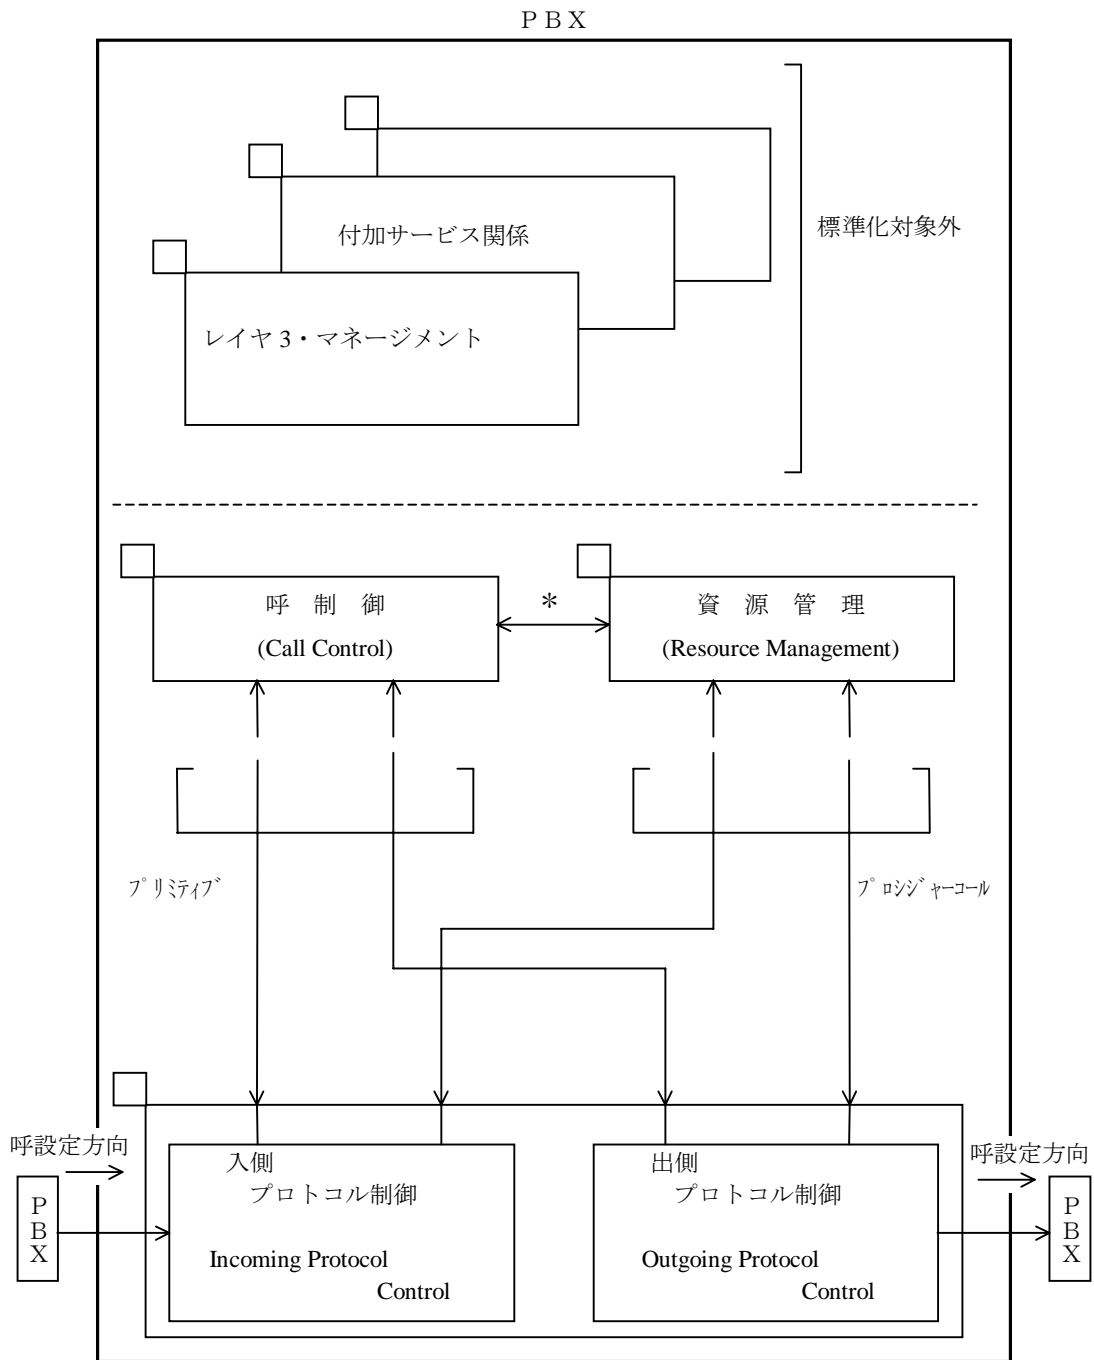 ＰＢＸ
標準化対象外
付加サービス関係
レイヤ 3・マネージメント
呼 制 御
(Call Control)
＊
資 源 管 理
(Resource Management)
ﾌﾟﾘﾐﾃｨﾌﾞ
ﾌﾟﾛｼｼﾞｬｰｺｰﾙ
呼設定方向
呼設定方向
ＰＢＸ
入側
プロトコル制御
Incoming Protocol
Control
出側
プロトコル制御
Outgoing Protocol
Control
ＰＢＸ